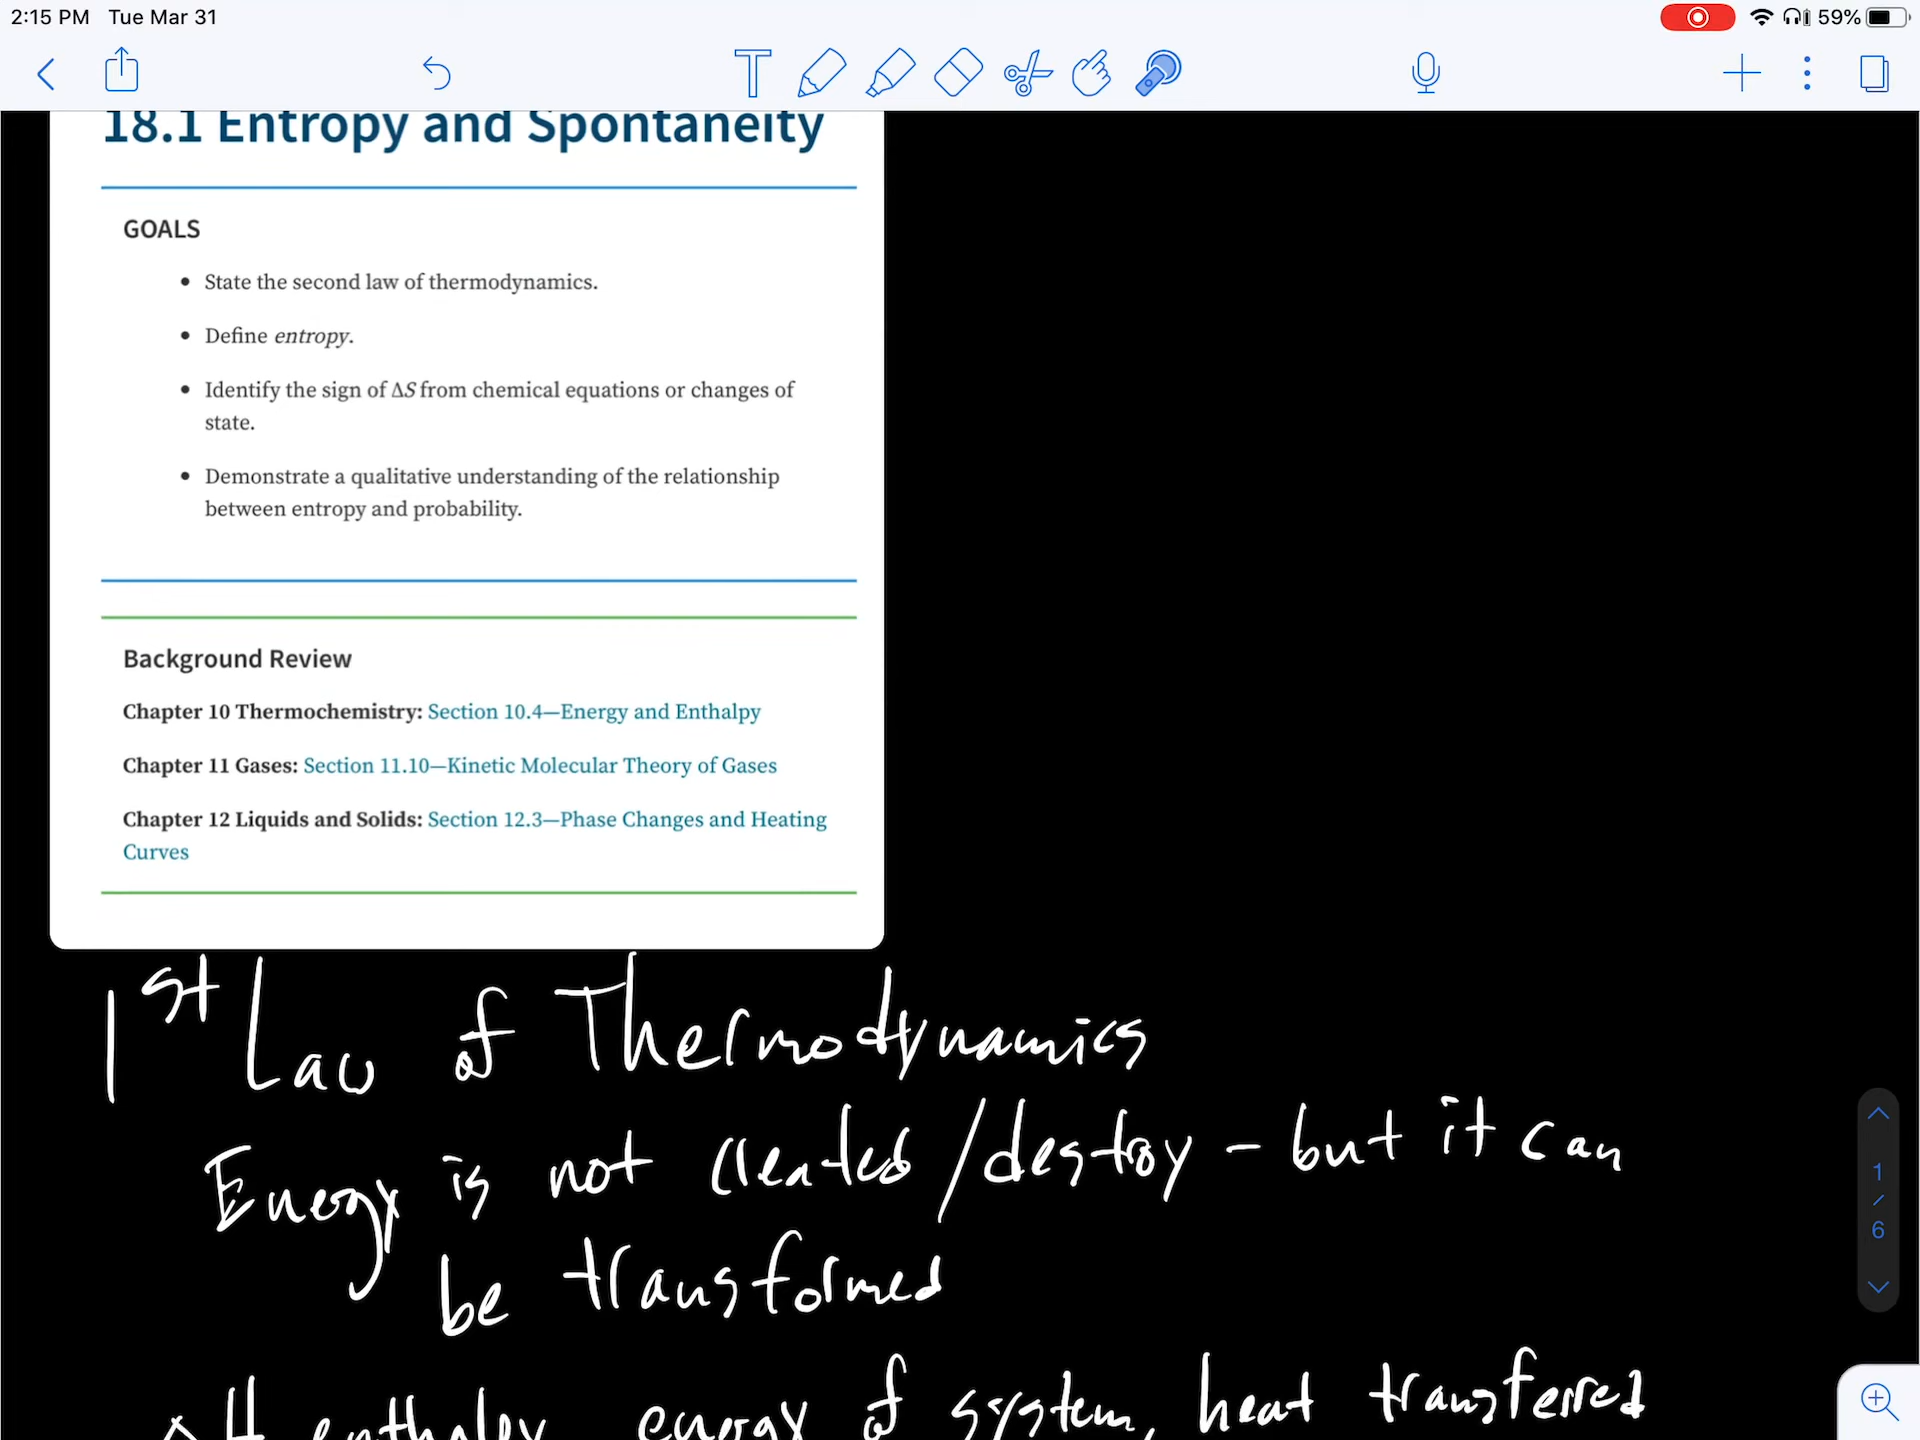 2:15 PM Tue Mar 31
59%
18.1 Entropy and Spontaneity
GOALS
• State the second law of thermodynamics.
• Define entropy.
• Identify the sign of ΔS from chemical equations or changes of
state.
• Demonstrate a qualitative understanding of the relationship
between entropy and probability.
Background Review
Chapter 10 Thermochemistry: Section 10.4—Energy and Enthalpy
Chapter 11 Gases: Section 11.10—Kinetic Molecular Theory of Gases
Chapter 12 Liquids and Solids: Section 12.3—Phase Changes and Heating
Curves
1st Law of Thermodynamics
Energy is not created/destroy - but it can
be transformed
ΔH enthalpy energy of system, heat transferred
1
/
6